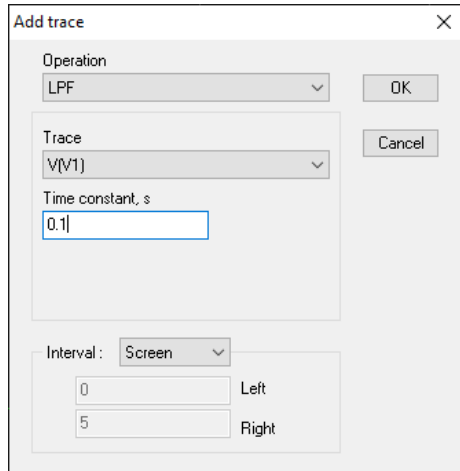 Add trace
Operation
LPF
OK
Trace
Cancel
V(V1)
Time constant, s
0.1
Interval : Screen
0 Left
5 Right